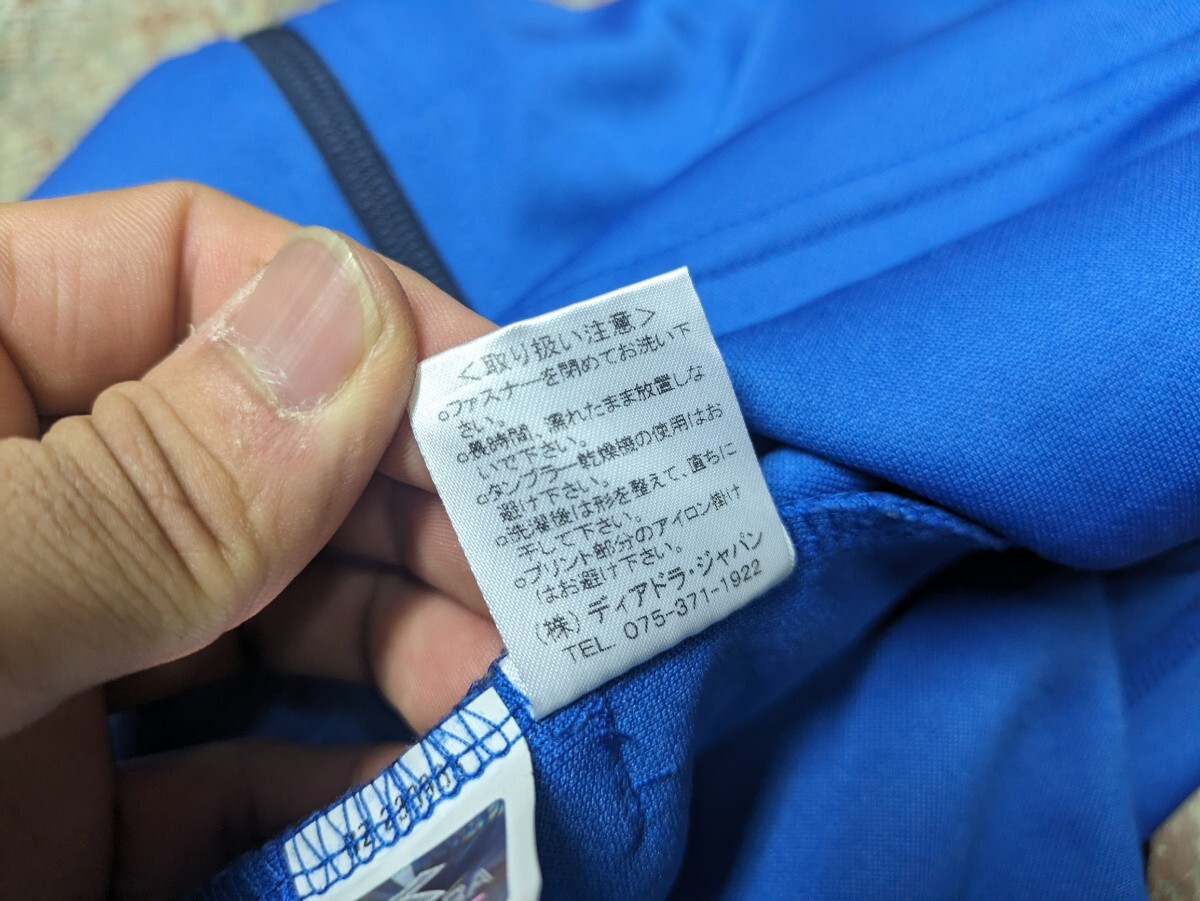 ＜取り扱い注意＞
○ファスナーを閉めてお洗い下
さい。
○長時間、濡れたまま放置しな
いで下さい。
○タンブラー乾燥機の使用はお
避け下さい。
○洗濯後は形を整えて、直ちに
干して下さい。
○プリント部分のアイロン掛け
はお避け下さい。
(株)ディアドラ・ジャパン
TEL. 075-371-1922